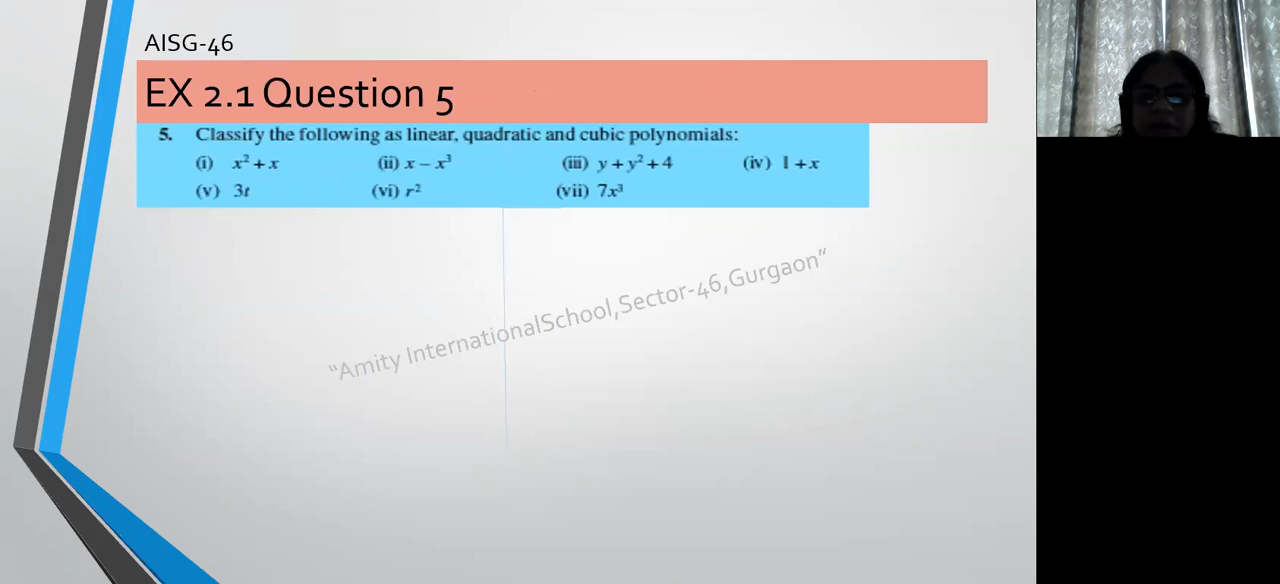 AISG-46
EX 2.1 Question 5
5. Classify the following as linear, quadratic and cubic polynomials:
(i) x² + x (ii) x – x³ (iii) y + y² + 4 (iv) 1 + x
(v) 3t (vi) r² (vii) 7x³
“Amity InternationalSchool,Sector-46,Gurgaon”